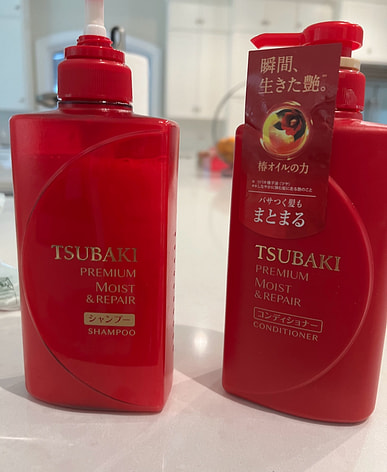 TSUBAKI
PREMIUM
MOIST
& REPAIR
シャンプー
SHAMPOO
瞬間、
生きた艶。
椿オイルの力
パサつく髪も
まとまる
TSUBAKI
PREMIUM
MOIST
& REPAIR
コンディショナー
CONDITIONER